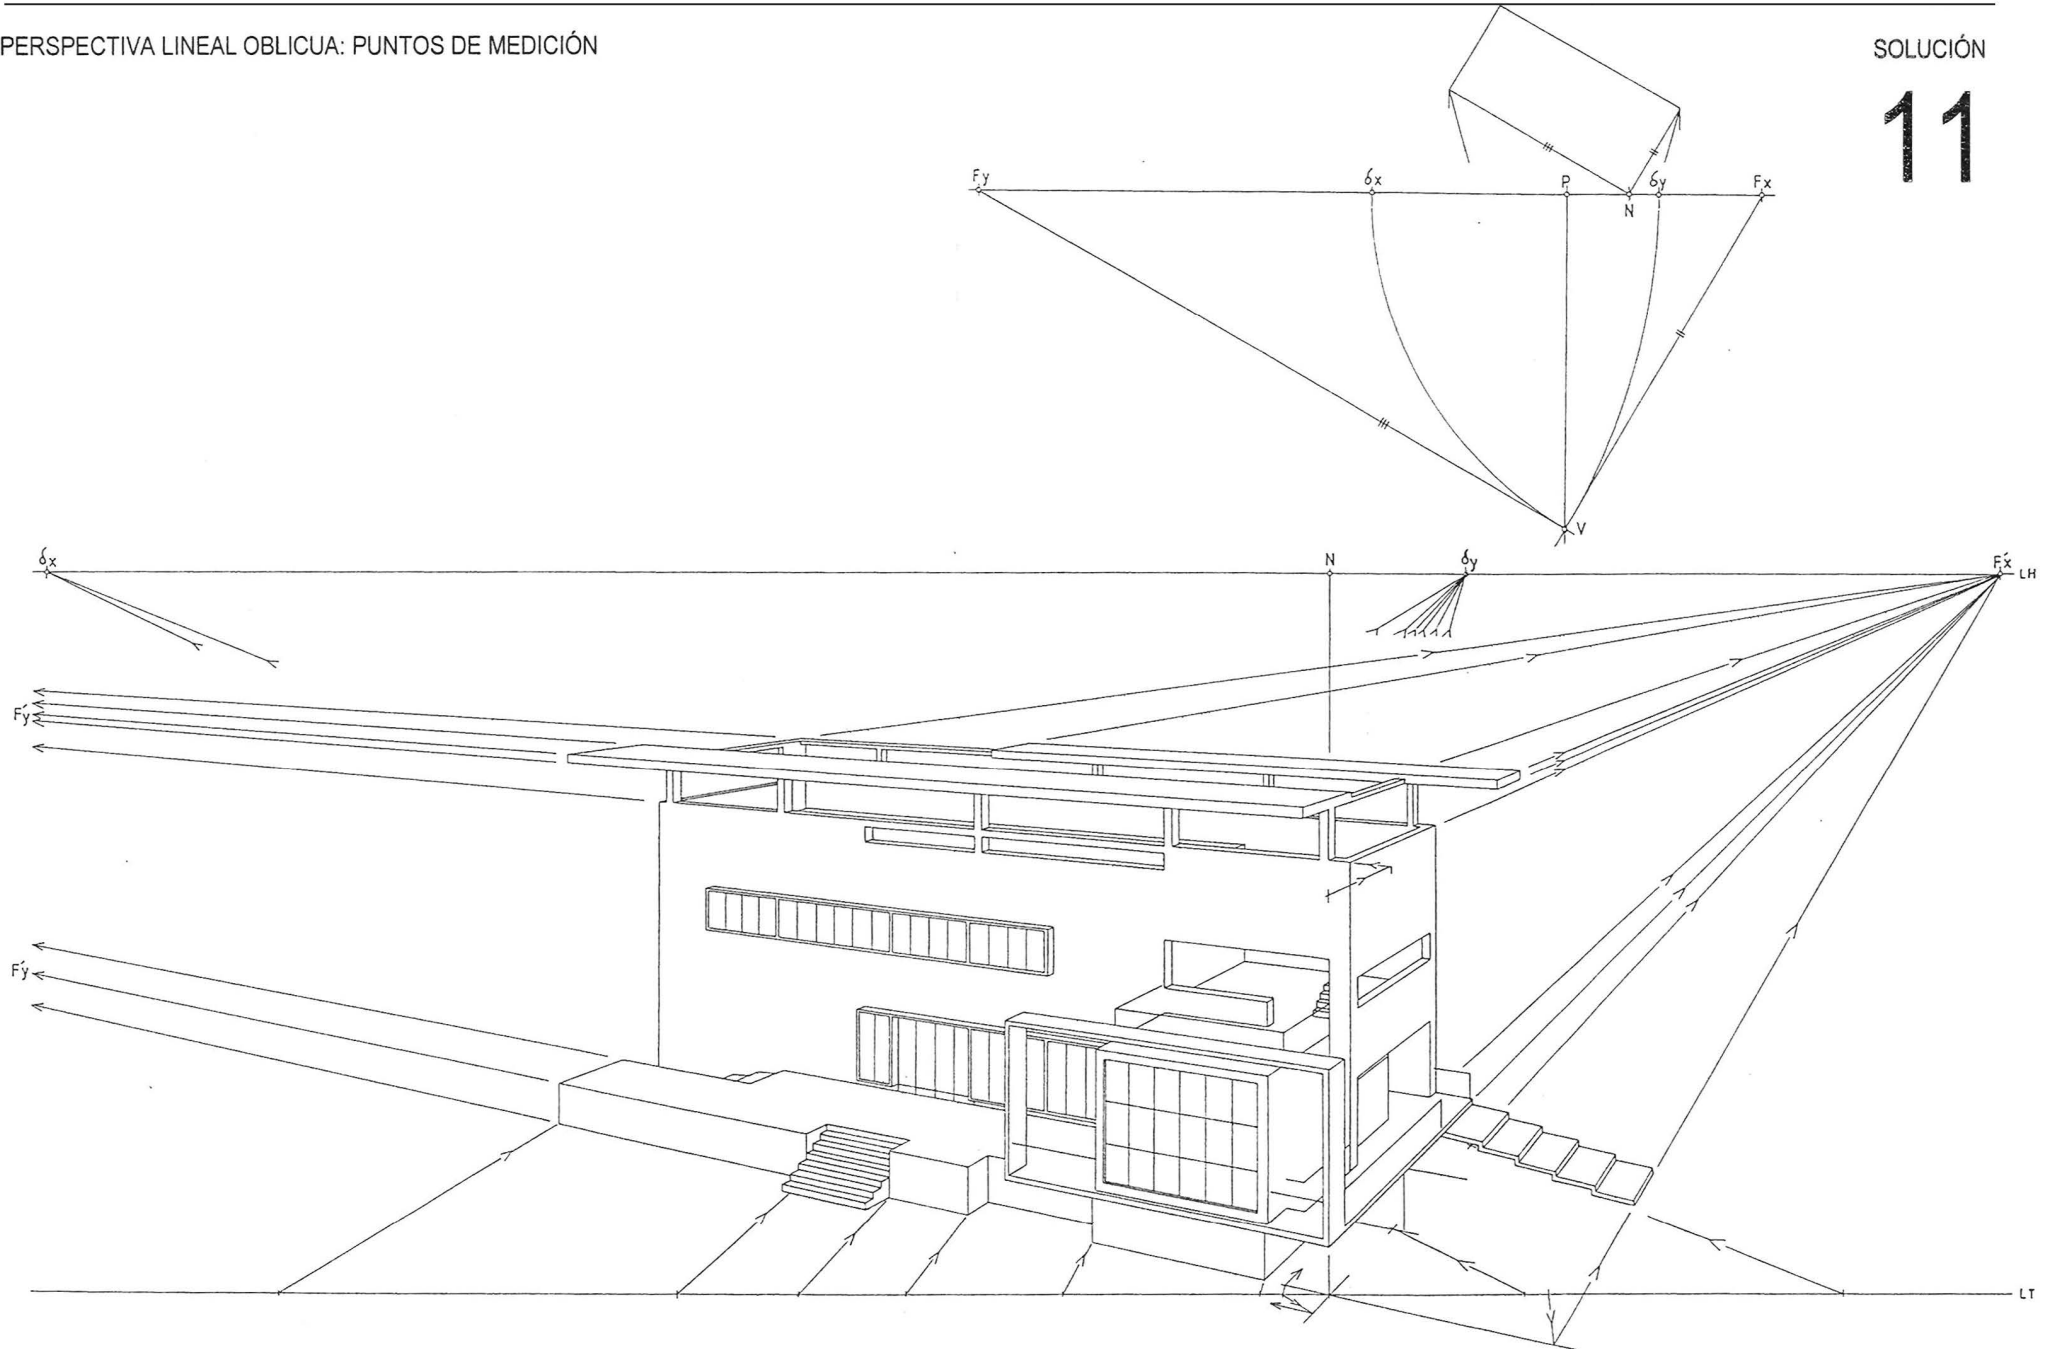 PERSPECTIVA LINEAL OBLICUA: PUNTOS DE MEDICIÓN
SOLUCIÓN
11
Fy δx P N δy Fx
V
δx N δy F'x LH
F'y
F'y
LT